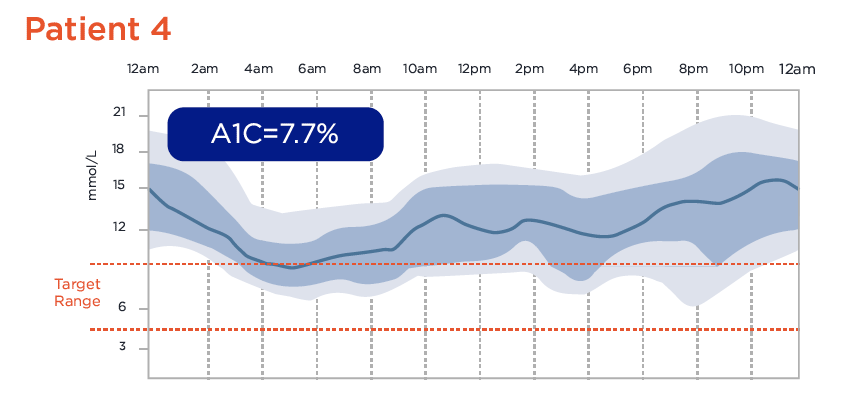 Patient 4
12am 2am 4am 6am 8am 10am 12pm 2pm 4pm 6pm 8pm 10pm 12am
21
A1C=7.7%
18
mmol/L
15
12
Target
Range
6
3